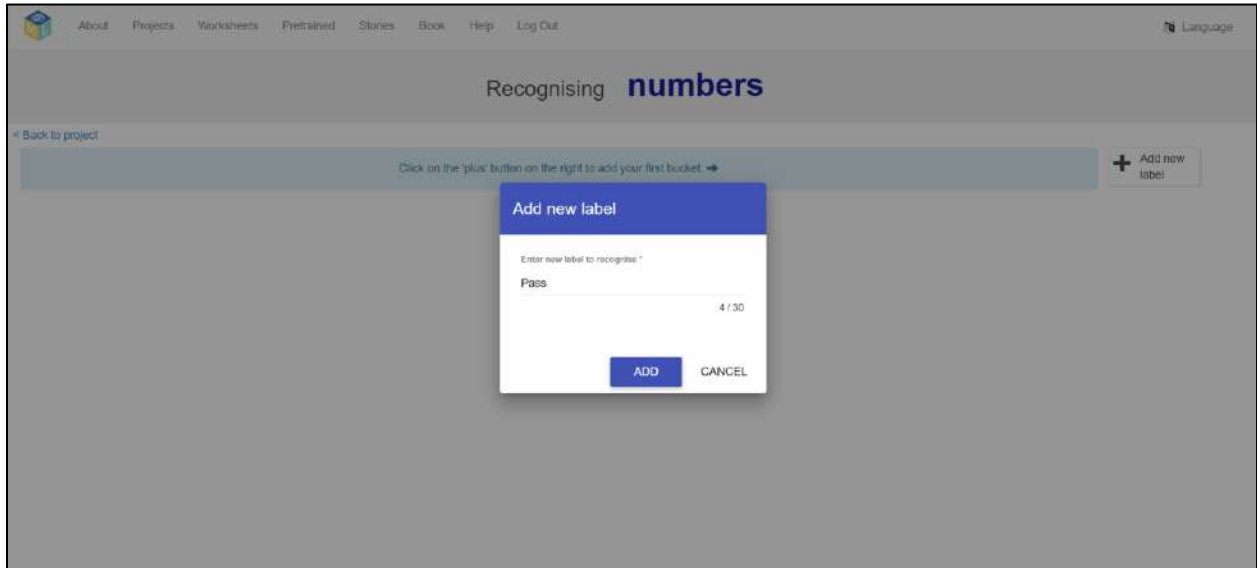 About Projects Worksheets Pretrained Stories Book Help Log Out Language
Recognising numbers
< Back to project
Click on the 'plus' button on the right to add your first bucket. ➔
+ Add new
label
Add new label
Enter new label to recognise *
Pass
4 / 30
ADD CANCEL